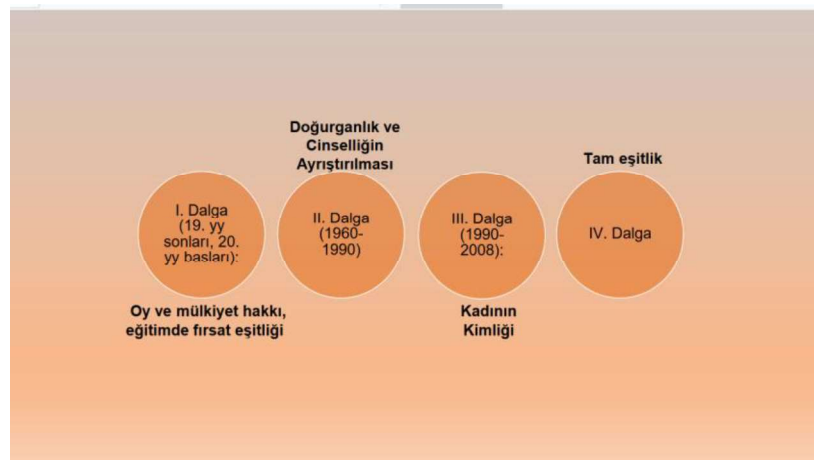 Doğurganlık ve
Cinselliğin
Ayrıştırılması
Tam eşitlik
I. Dalga
(19. yy
sonları, 20.
yy başları):
II. Dalga
(1960-
1990)
III. Dalga
(1990-
2008):
IV. Dalga
Oy ve mülkiyet hakkı,
eğitimde fırsat eşitliği
Kadının
Kimliği